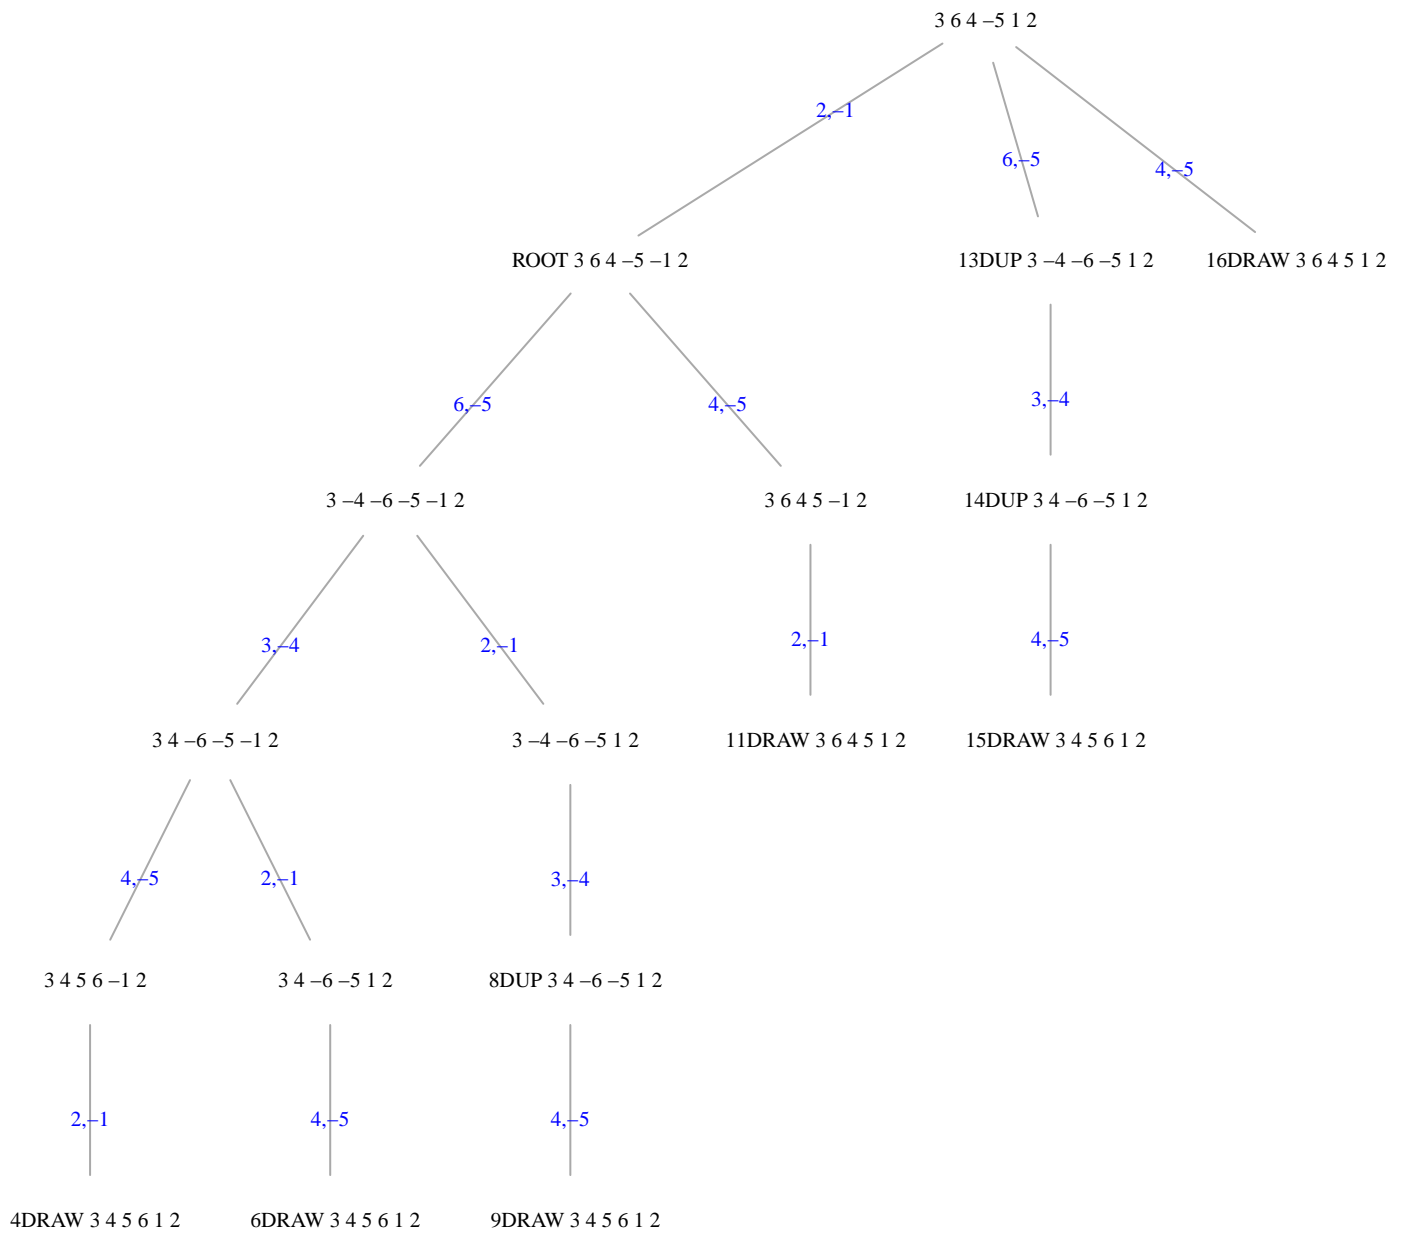 3 6 4 –5 1 2
2,–1
6,–5
4,–5
ROOT 3 6 4 –5 –1 2
13DUP 3 –4 –6 –5 1 2
16DRAW 3 6 4 5 1 2
6,–5
4,–5
3,–4
3 –4 –6 –5 –1 2
3 6 4 5 –1 2
14DUP 3 4 –6 –5 1 2
3,–4
2,–1
2,–1
4,–5
3 4 –6 –5 –1 2
3 –4 –6 –5 1 2
11DRAW 3 6 4 5 1 2
15DRAW 3 4 5 6 1 2
4,–5
2,–1
3,–4
3 4 5 6 –1 2
3 4 –6 –5 1 2
8DUP 3 4 –6 –5 1 2
2,–1
4,–5
4,–5
4DRAW 3 4 5 6 1 2
6DRAW 3 4 5 6 1 2
9DRAW 3 4 5 6 1 2